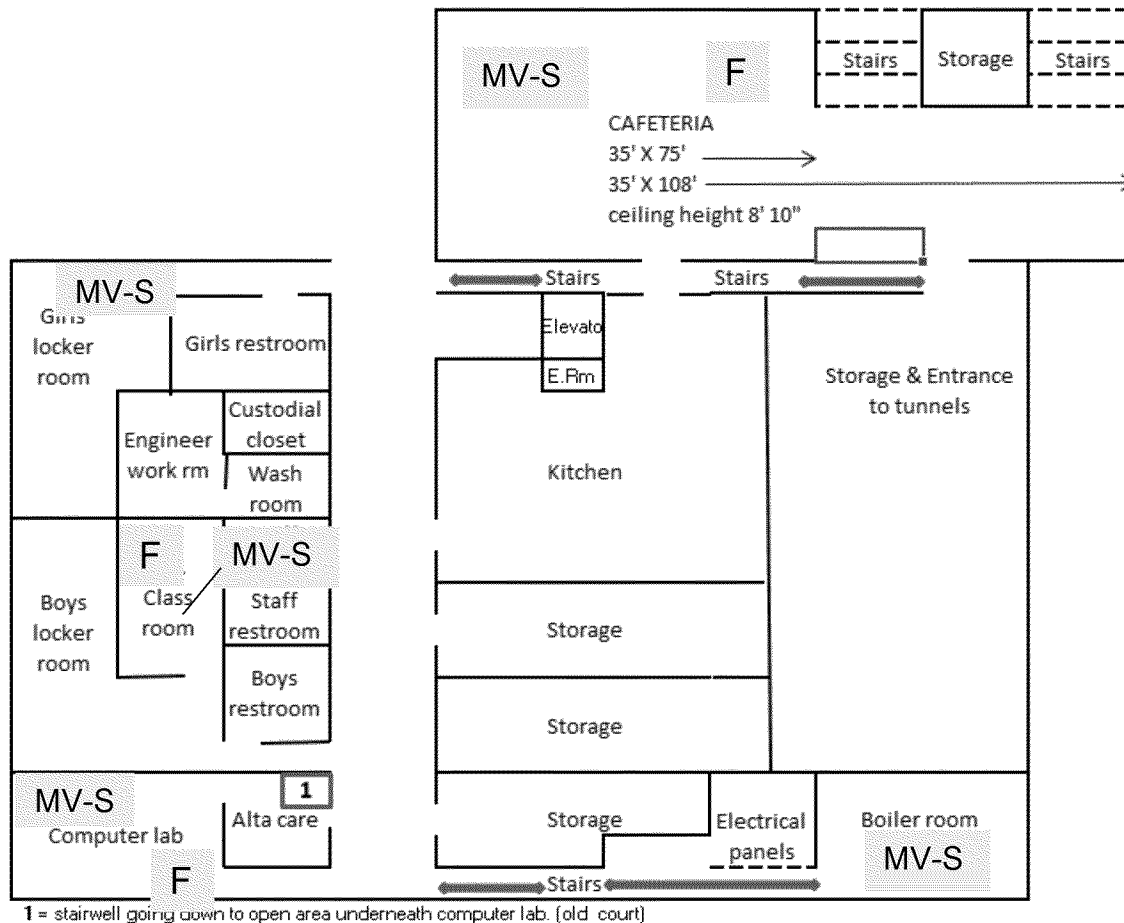 MV-S
F
Stairs
Storage
Stairs
CAFETERIA
35' X 75'
35' X 108'
ceiling height 8' 10"
MV-S
Girls
locker
room
Girls restroom
Stairs
Stairs
Elevato
E.Rm
Storage & Entrance
to tunnels
Custodial
closet
Engineer
work rm
Wash
room
Kitchen
F
MV-S
Boys
locker
room
Class
room
Staff
restroom
Storage
Boys
restroom
Storage
MV-S
Computer lab
F
1
Alta care
Storage
Electrical
panels
Boiler room
MV-S
Stairs
1 = stairwell going down to open area underneath computer lab. (old court)